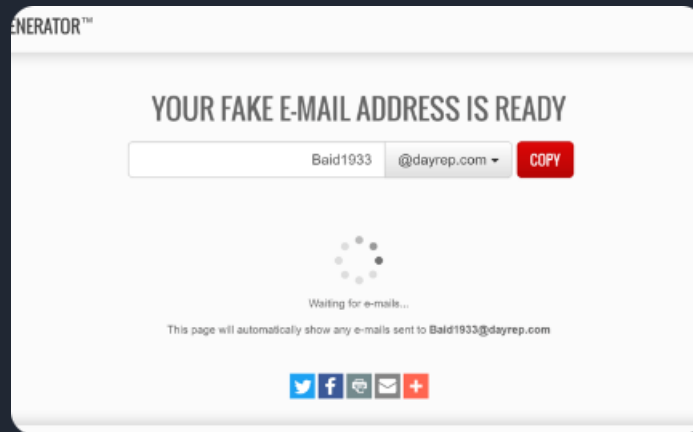 ENERATOR™
YOUR FAKE E-MAIL ADDRESS IS READY
Baid1933 @dayrep.com COPY
Waiting for e-mails...
This page will automatically show any e-mails sent to Baid1933@dayrep.com